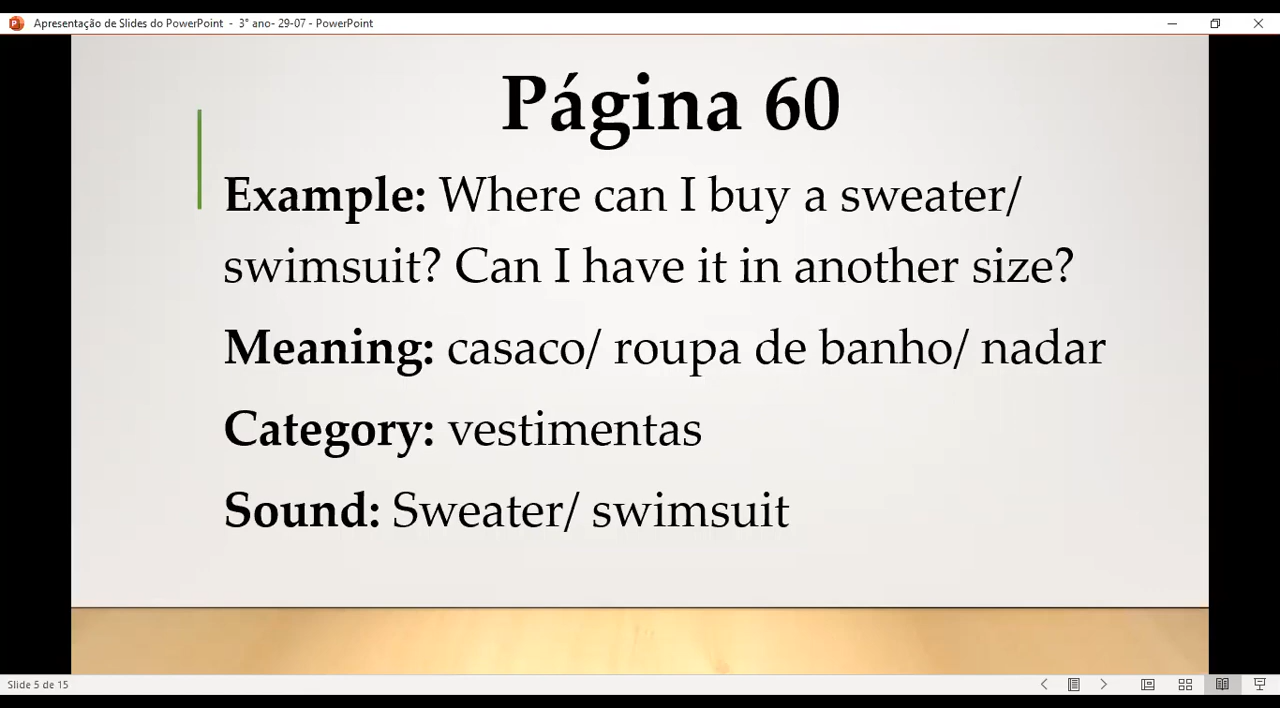 Apresentação de Slides do PowerPoint - 3° ano- 29-07 - PowerPoint
Página 60
Example: Where can I buy a sweater/
swimsuit? Can I have it in another size?
Meaning: casaco/ roupa de banho/ nadar
Category: vestimentas
Sound: Sweater/ swimsuit
Slide 5 de 15